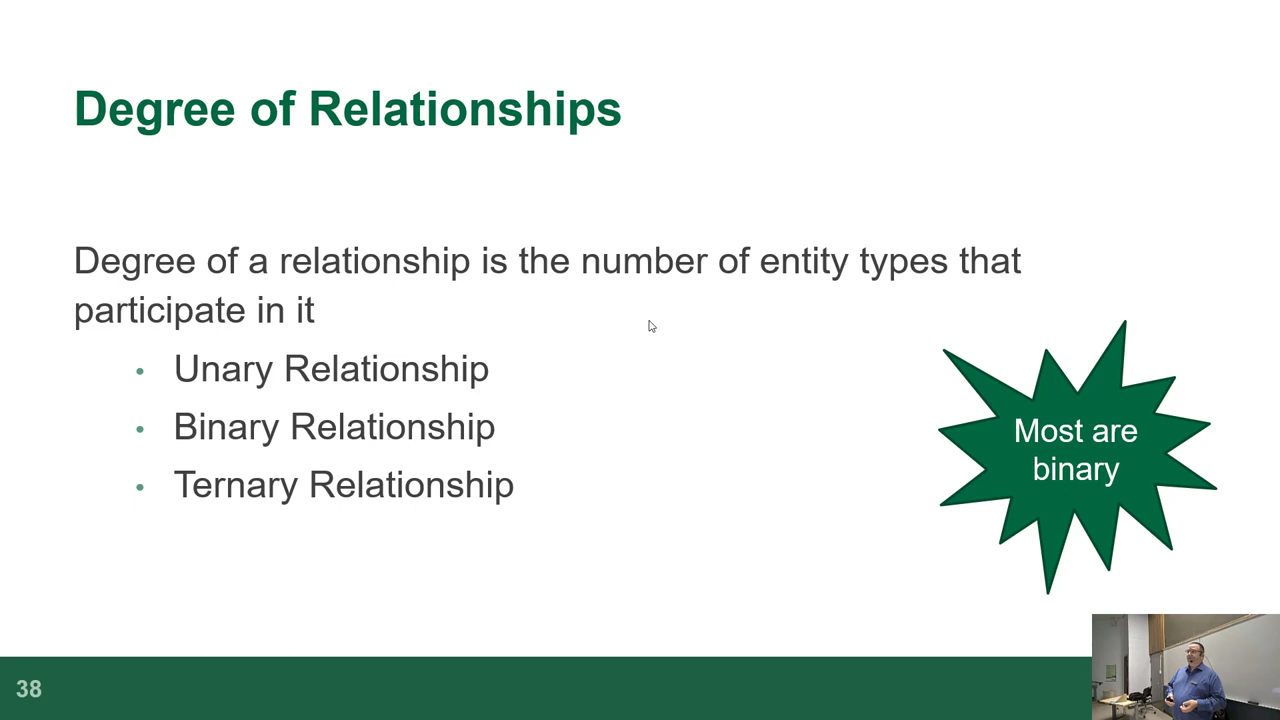 Degree of Relationships
Degree of a relationship is the number of entity types that
participate in it
• Unary Relationship
• Binary Relationship
• Ternary Relationship
Most are
binary
38